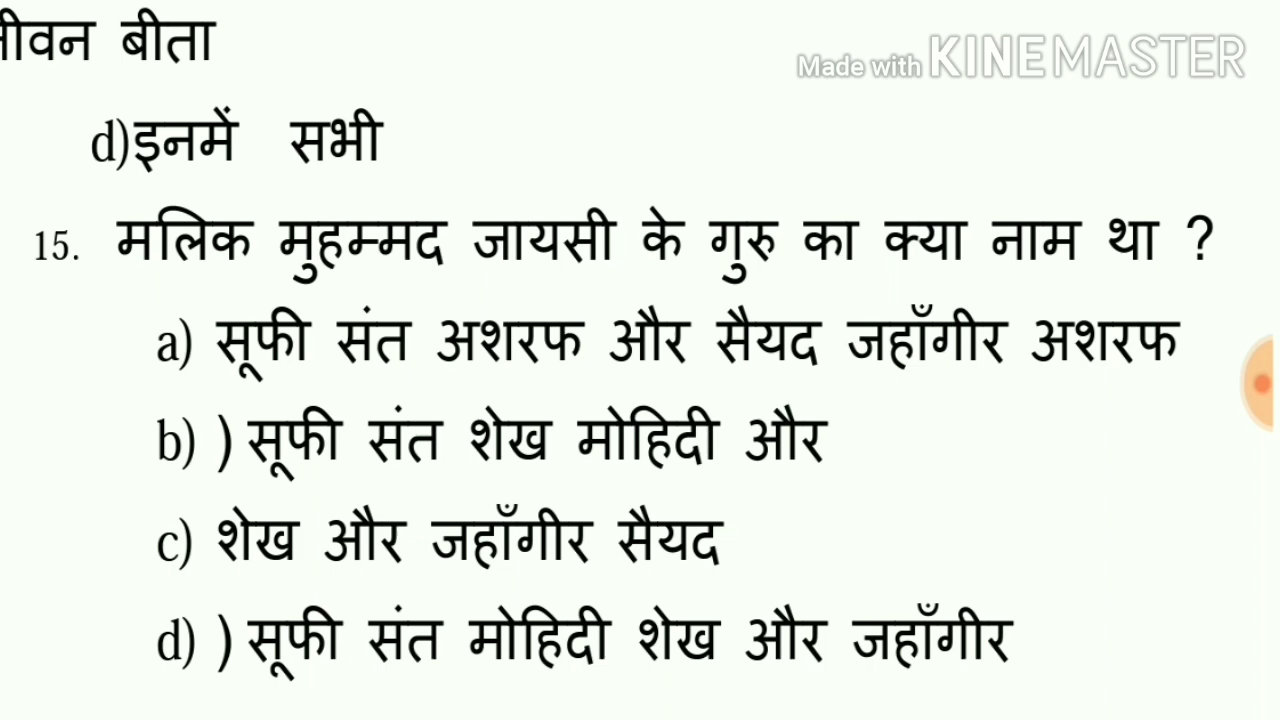 जीवन बीता
Made with KINEMASTER
d)इनमें सभी
15. मलिक मुहम्मद जायसी के गुरु का क्या नाम था ?
a) सूफी संत अशरफ और सैयद जहाँगीर अशरफ
b) ) सूफी संत शेख मोहिदी और
c) शेख और जहाँगीर सैयद
d) ) सूफी संत मोहिदी शेख और जहाँगीर